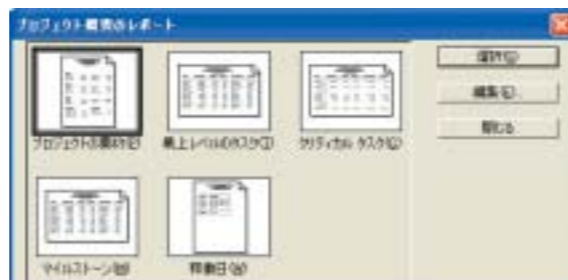 プロジェクト概要のレポート
選択(S)
編集(E)...
閉じる
プロジェクトの要約(P)
最上レベルのタスク(T)
クリティカル タスク(C)
マイルストーン(M)
稼働日(W)